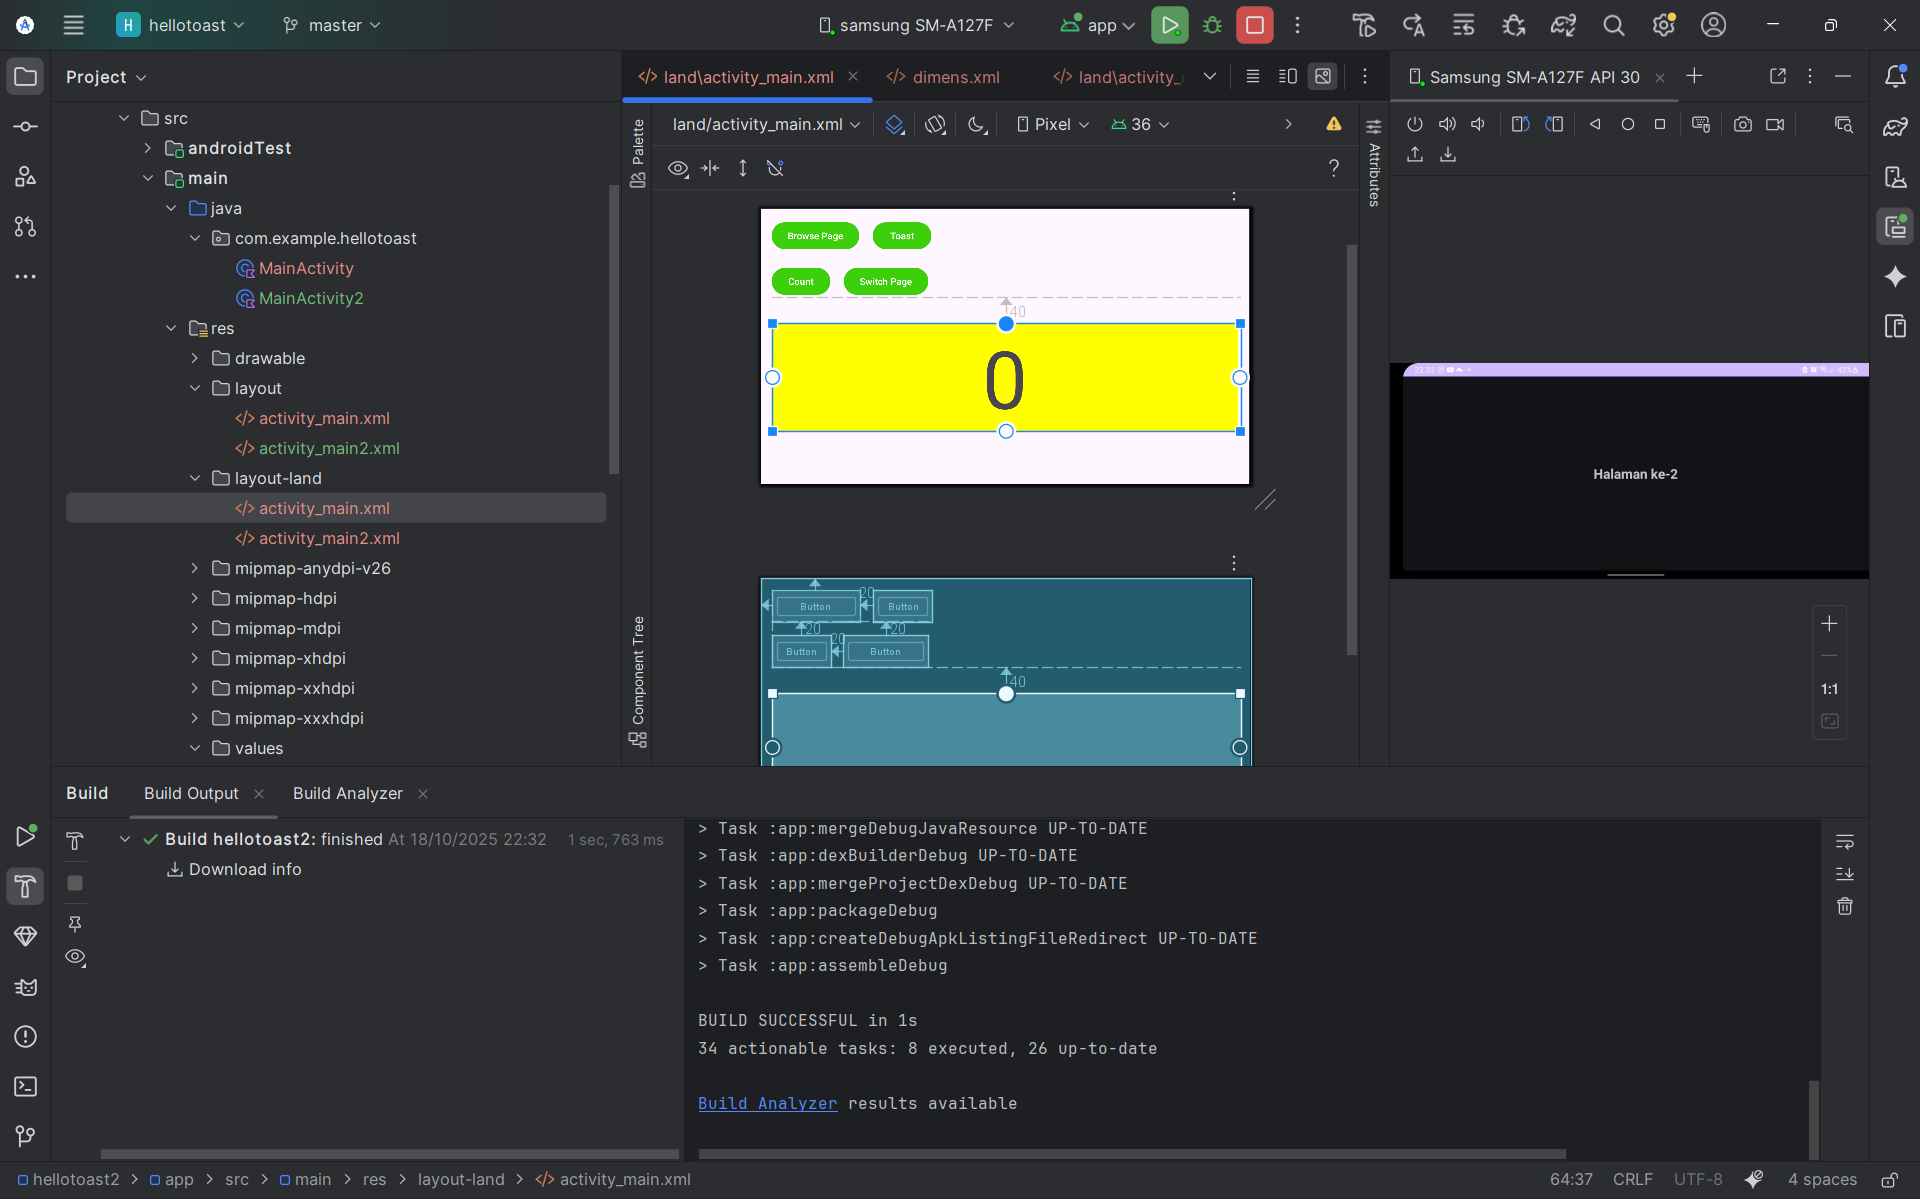 H hellotoast master samsung SM-A127F app
Project
land\activity_main.xml dimens.xml land\activity_
Samsung SM-A127F API 30
src
androidTest
main
java
com.example.hellotoast
MainActivity
MainActivity2
res
drawable
layout
activity_main.xml
activity_main2.xml
layout-land
activity_main.xml
activity_main2.xml
mipmap-anydpi-v26
mipmap-hdpi
mipmap-mdpi
mipmap-xhdpi
mipmap-xxhdpi
mipmap-xxxhdpi
values
Palette
Component Tree
land/activity_main.xml Pixel 36
?
Attributes
Browse Page Toast
Count Switch Page
40
0
Button 20 Button
20 20
Button 20 Button
40
22.32 43%
Halaman ke-2
1:1
Build Build Output Build Analyzer
Build hellotoast2: finished At 18/10/2025 22:32 1 sec, 763 ms
Download info
> Task :app:mergeDebugJavaResource UP-TO-DATE
> Task :app:dexBuilderDebug UP-TO-DATE
> Task :app:mergeProjectDexDebug UP-TO-DATE
> Task :app:packageDebug
> Task :app:createDebugApkListingFileRedirect UP-TO-DATE
> Task :app:assembleDebug
BUILD SUCCESSFUL in 1s
34 actionable tasks: 8 executed, 26 up-to-date
Build Analyzer results available
hellotoast2 > app > src > main > res > layout-land > activity_main.xml
64:37 CRLF UTF-8 4 spaces